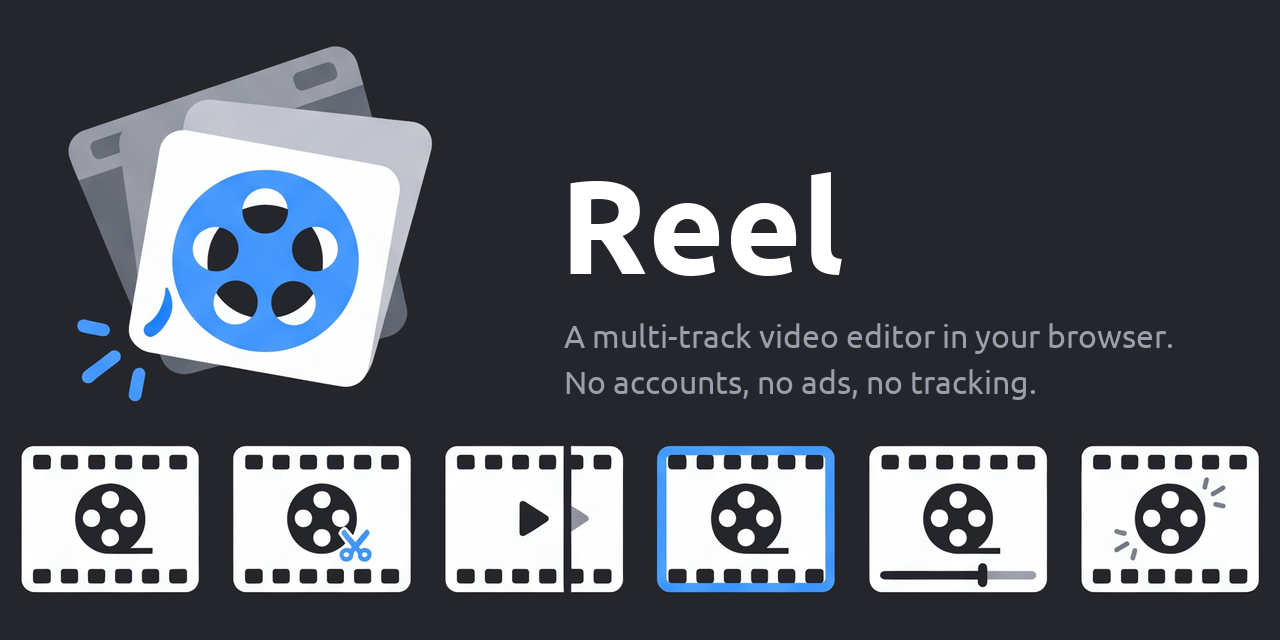 Reel
A multi-track video editor in your browser.
No accounts, no ads, no tracking.